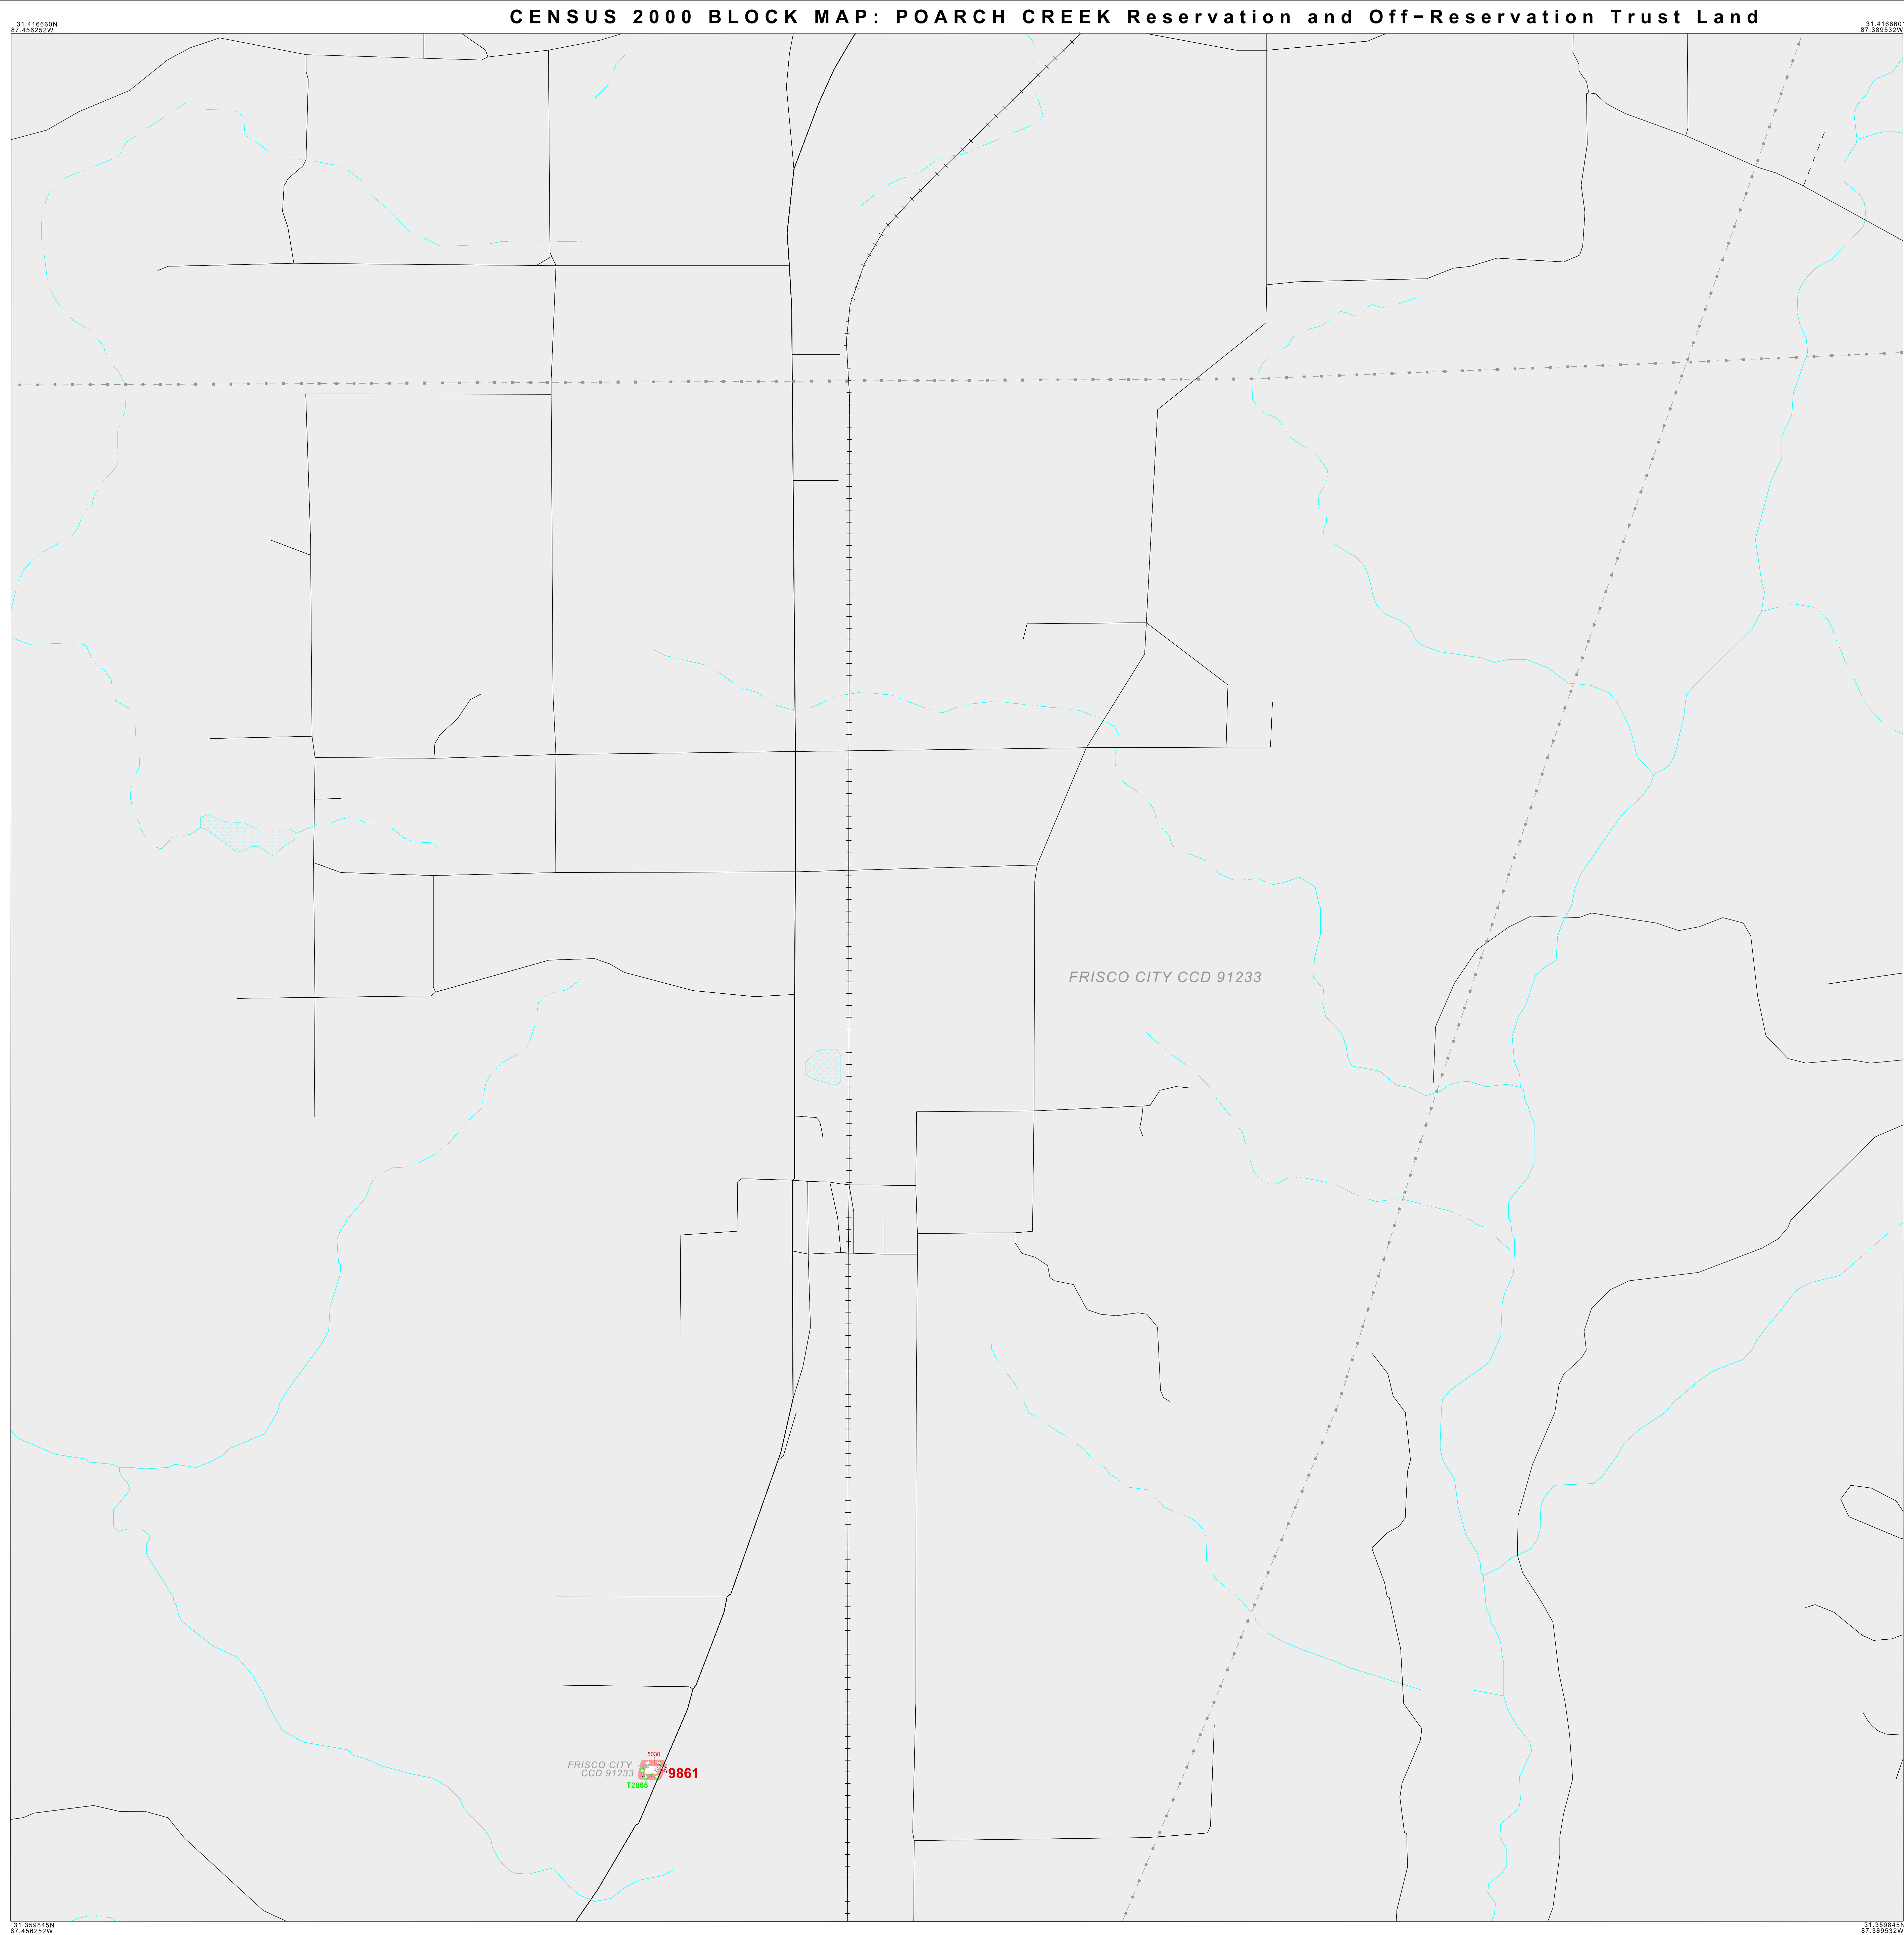 CENSUS 2000 BLOCK MAP: POARCH CREEK Reservation and Off−Reservation Trust Land
31.416660N
87.456252W
31.416660N
87.389532W
FRISCO CITY CCD 91233
5030
FRISCO CITY
CCD 91233
9861
T2865
31.359845N
87.456252W
31.359845N
87.389532W